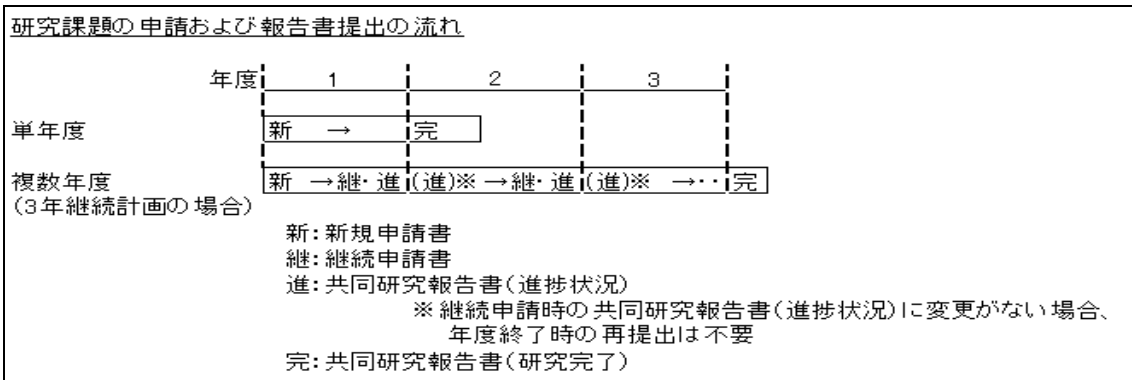 研究課題の申請および報告書提出の流れ
年度 1 2 3
単年度 新 → 完
複数年度 新 →継・進 (進)※ →継・進 (進)※ →・・ 完
(3年継続計画の場合)
新:新規申請書
継:継続申請書
進:共同研究報告書(進捗状況)
※継続申請時の共同研究報告書(進捗状況)に変更がない場合、
年度終了時の再提出は不要
完:共同研究報告書(研究完了)